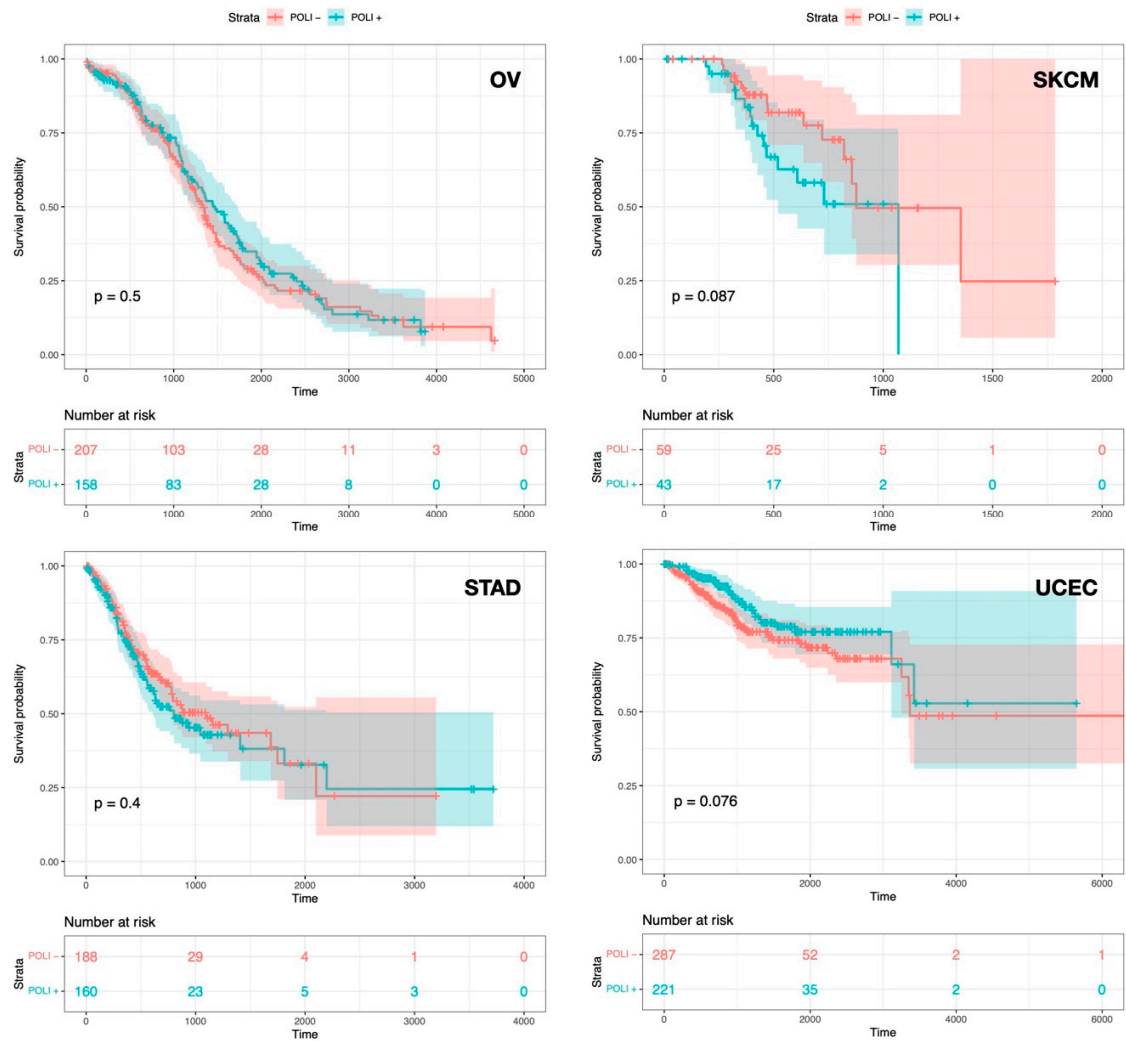 Strata POLI − POLI +
OV
Survival probability
1.00
0.75
0.50
0.25
0.00
p = 0.5
0 1000 2000 3000 4000 5000
Time
Number at risk
Strata
POLI − 207 103 28 11 3 0
POLI + 158 83 28 8 0 0
0 1000 2000 3000 4000 5000
Time
Strata POLI − POLI +
SKCM
Survival probability
1.00
0.75
0.50
0.25
0.00
p = 0.087
0 500 1000 1500 2000
Time
Number at risk
Strata
POLI − 59 25 5 1 0
POLI + 43 17 2 0 0
0 500 1000 1500 2000
Time
STAD
Survival probability
1.00
0.75
0.50
0.25
0.00
p = 0.4
0 1000 2000 3000 4000
Time
Number at risk
Strata
POLI − 188 29 4 1 0
POLI + 160 23 5 3 0
0 1000 2000 3000 4000
Time
UCEC
Survival probability
1.00
0.75
0.50
0.25
0.00
p = 0.076
0 2000 4000 6000
Time
Number at risk
Strata
POLI − 287 52 2 1
POLI + 221 35 2 0
0 2000 4000 6000
Time